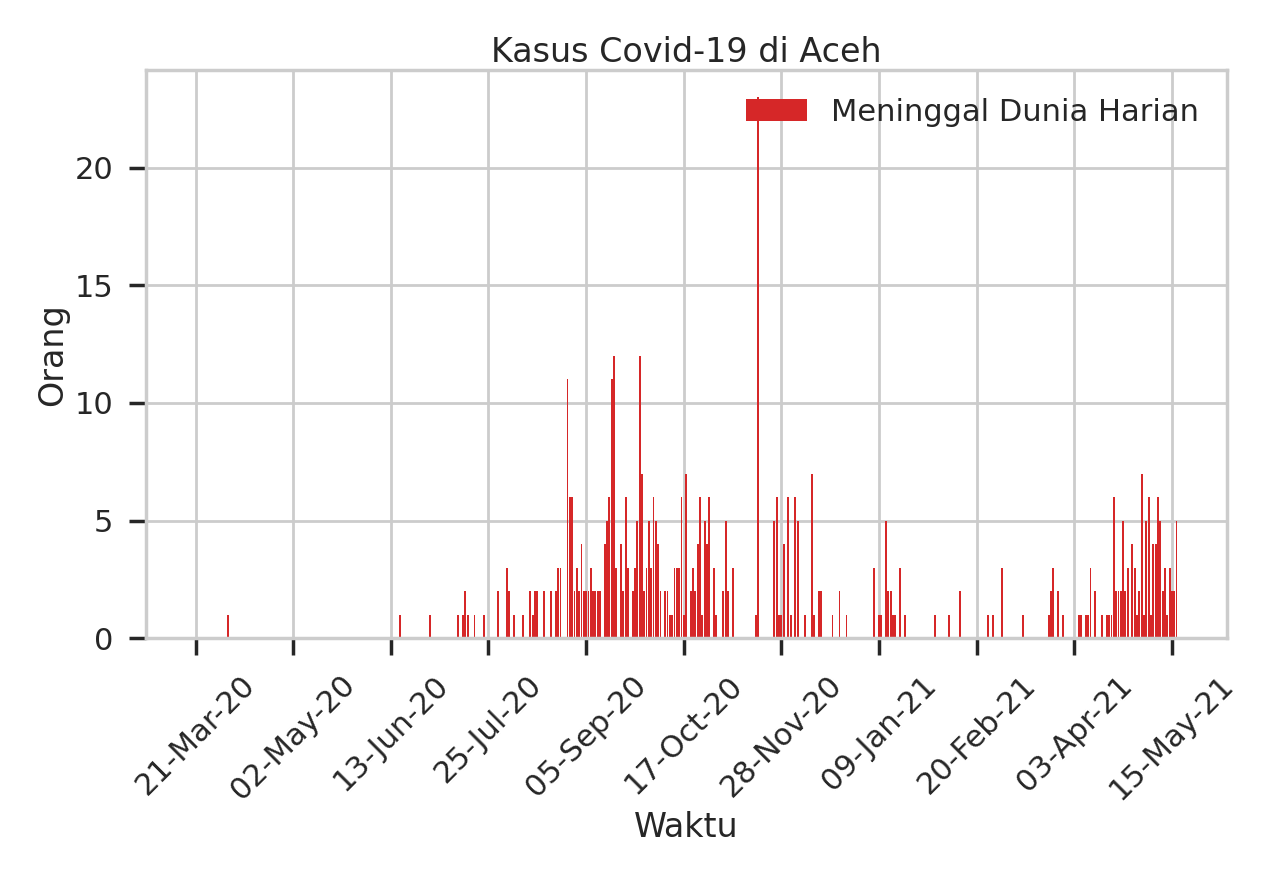 Kasus Covid-19 di Aceh
Meninggal Dunia Harian
Orang
20
15
10
5
0
21-Mar-20
02-May-20
13-Jun-20
25-Jul-20
05-Sep-20
17-Oct-20
28-Nov-20
09-Jan-21
20-Feb-21
03-Apr-21
15-May-21
Waktu